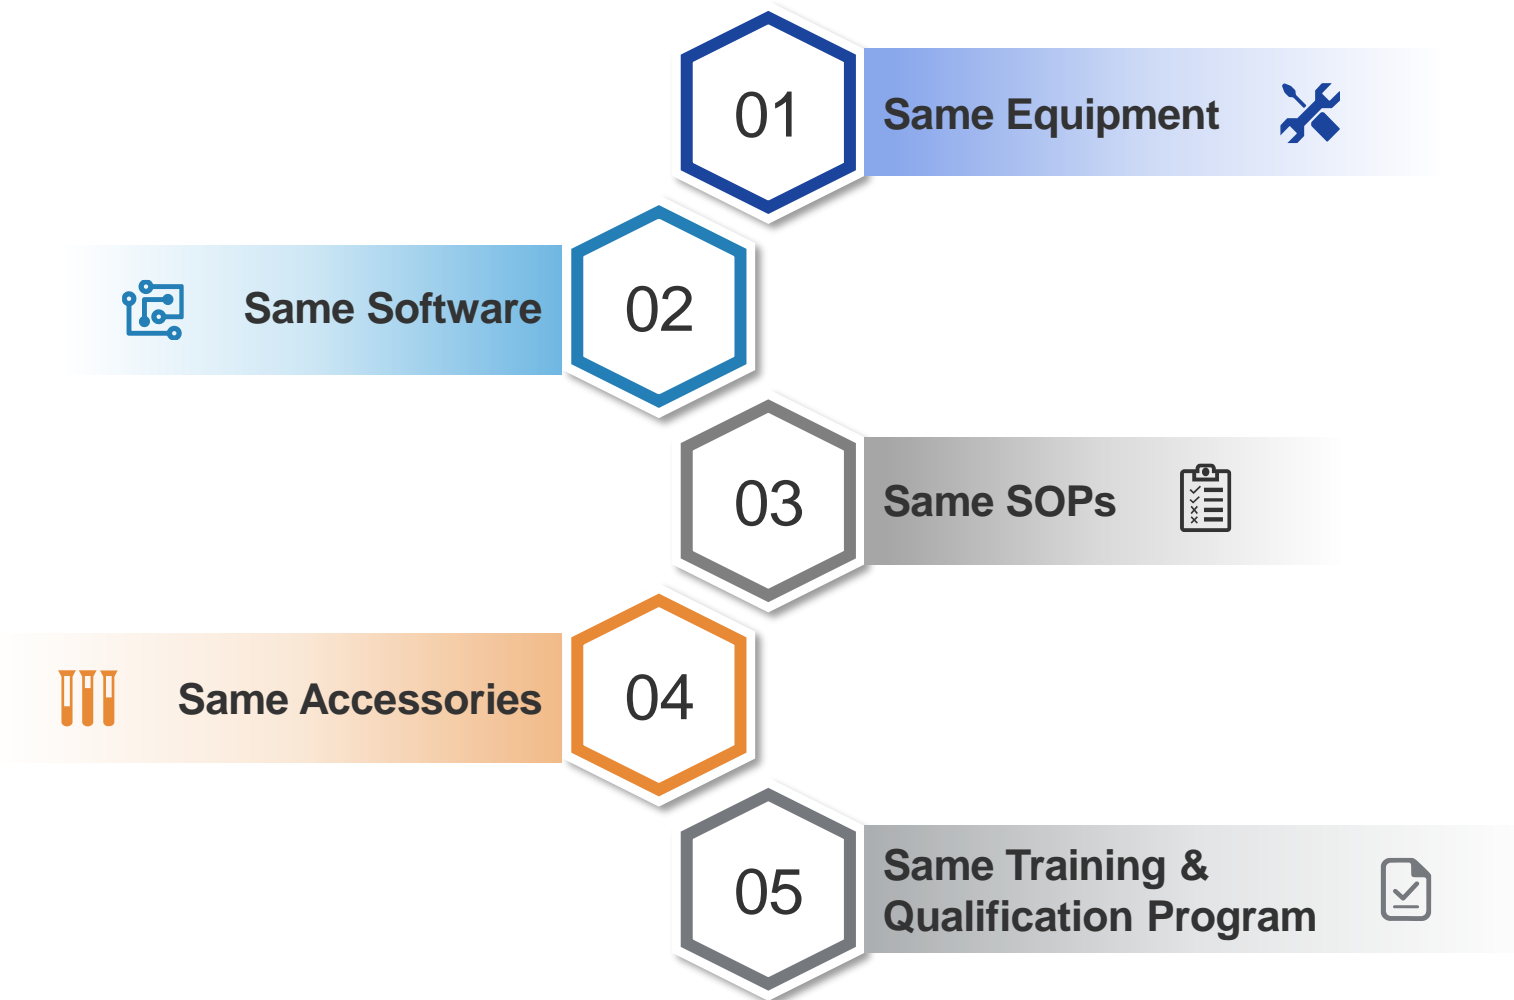 01
Same Equipment
02
Same Software
03
Same SOPs
04
Same Accessories
05
Same Training &
Qualification Program